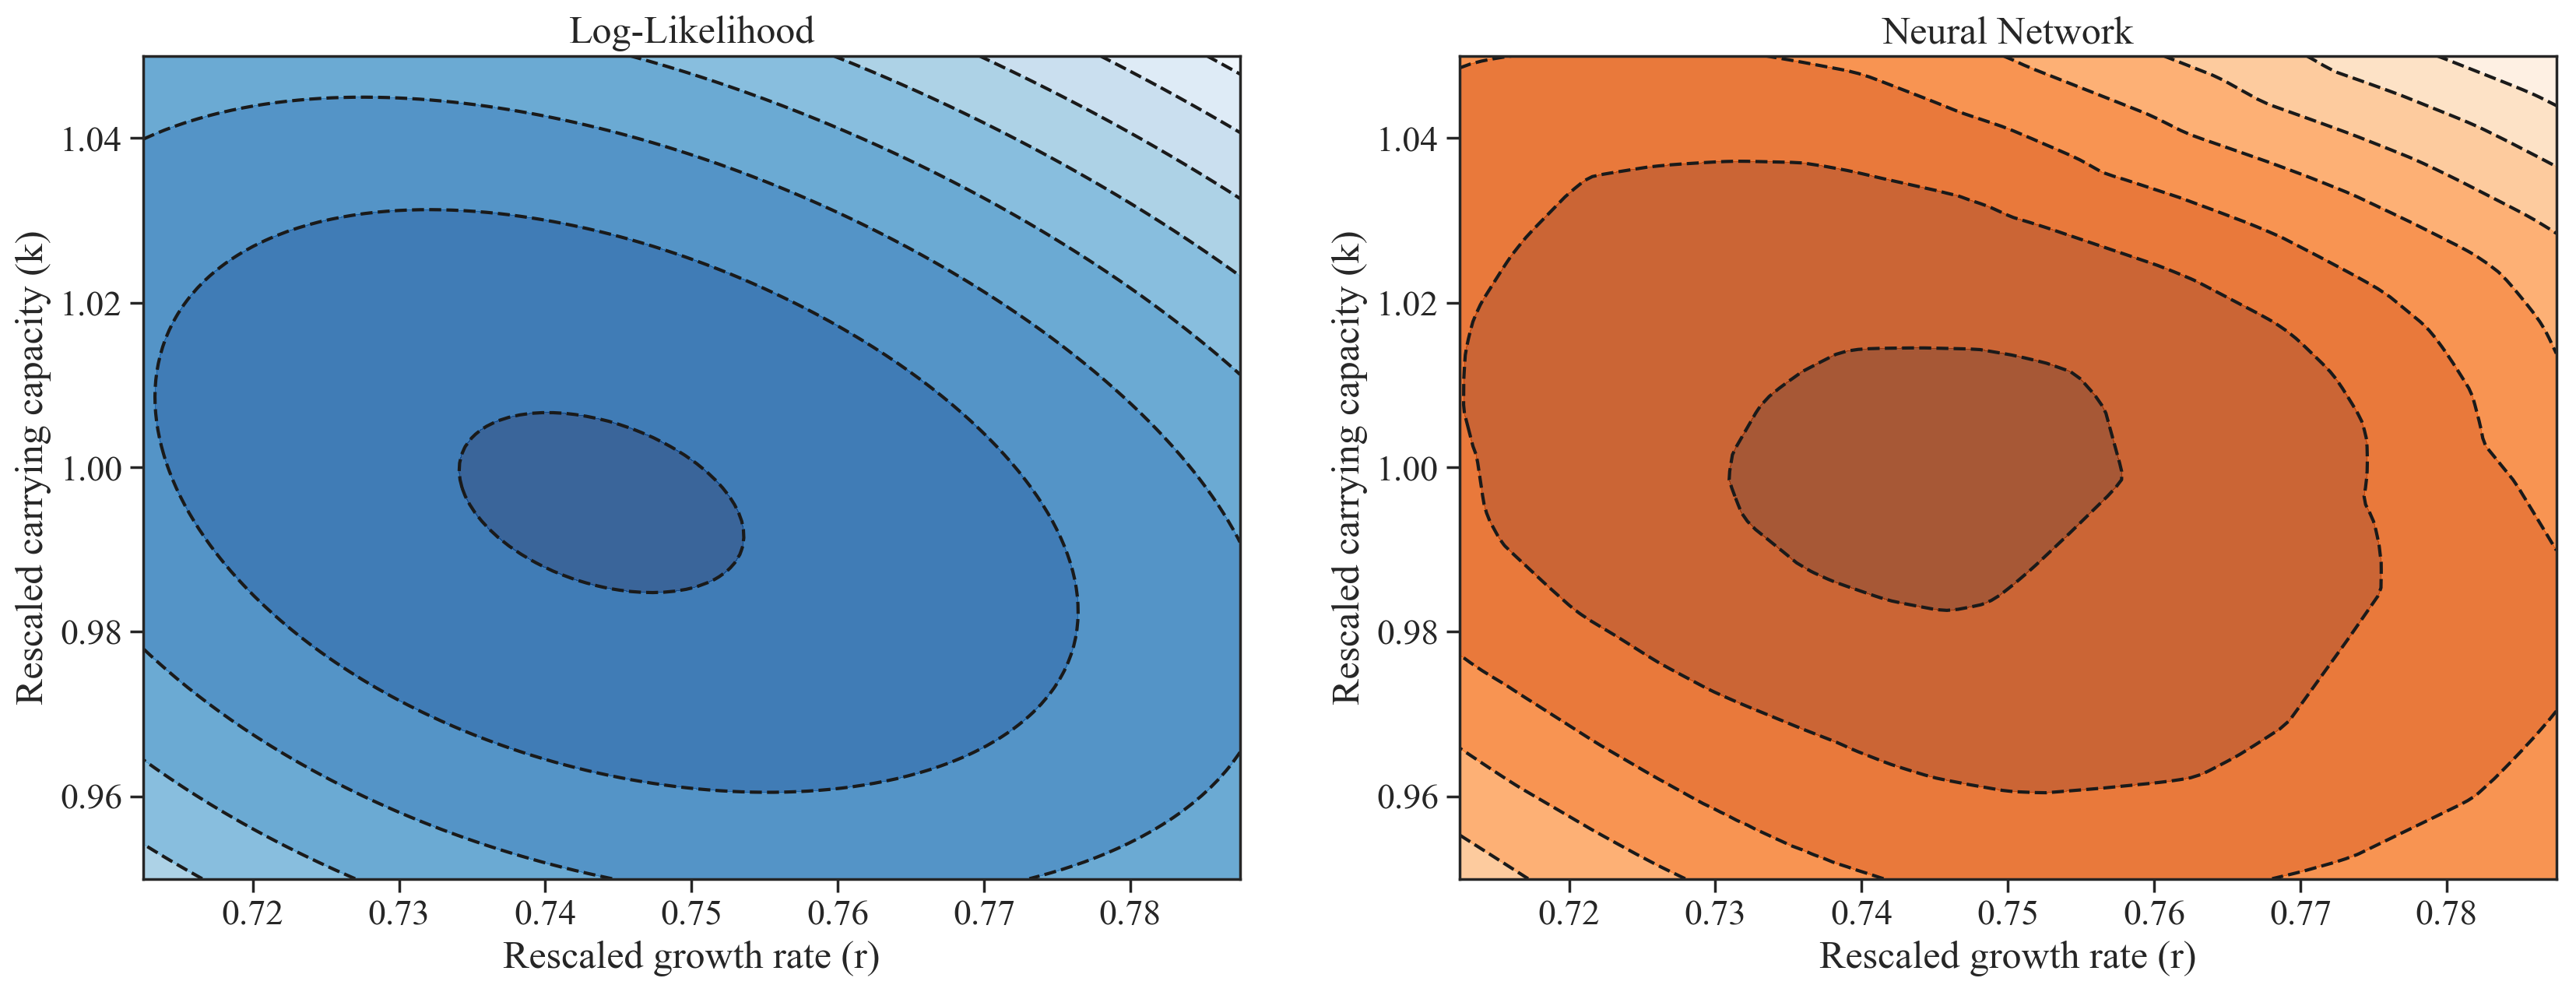 Log-Likelihood
Rescaled carrying capacity (k)
1.04
1.02
1.00
0.98
0.96
0.72 0.73 0.74 0.75 0.76 0.77 0.78
Rescaled growth rate (r)
Neural Network
Rescaled carrying capacity (k)
1.04
1.02
1.00
0.98
0.96
0.72 0.73 0.74 0.75 0.76 0.77 0.78
Rescaled growth rate (r)